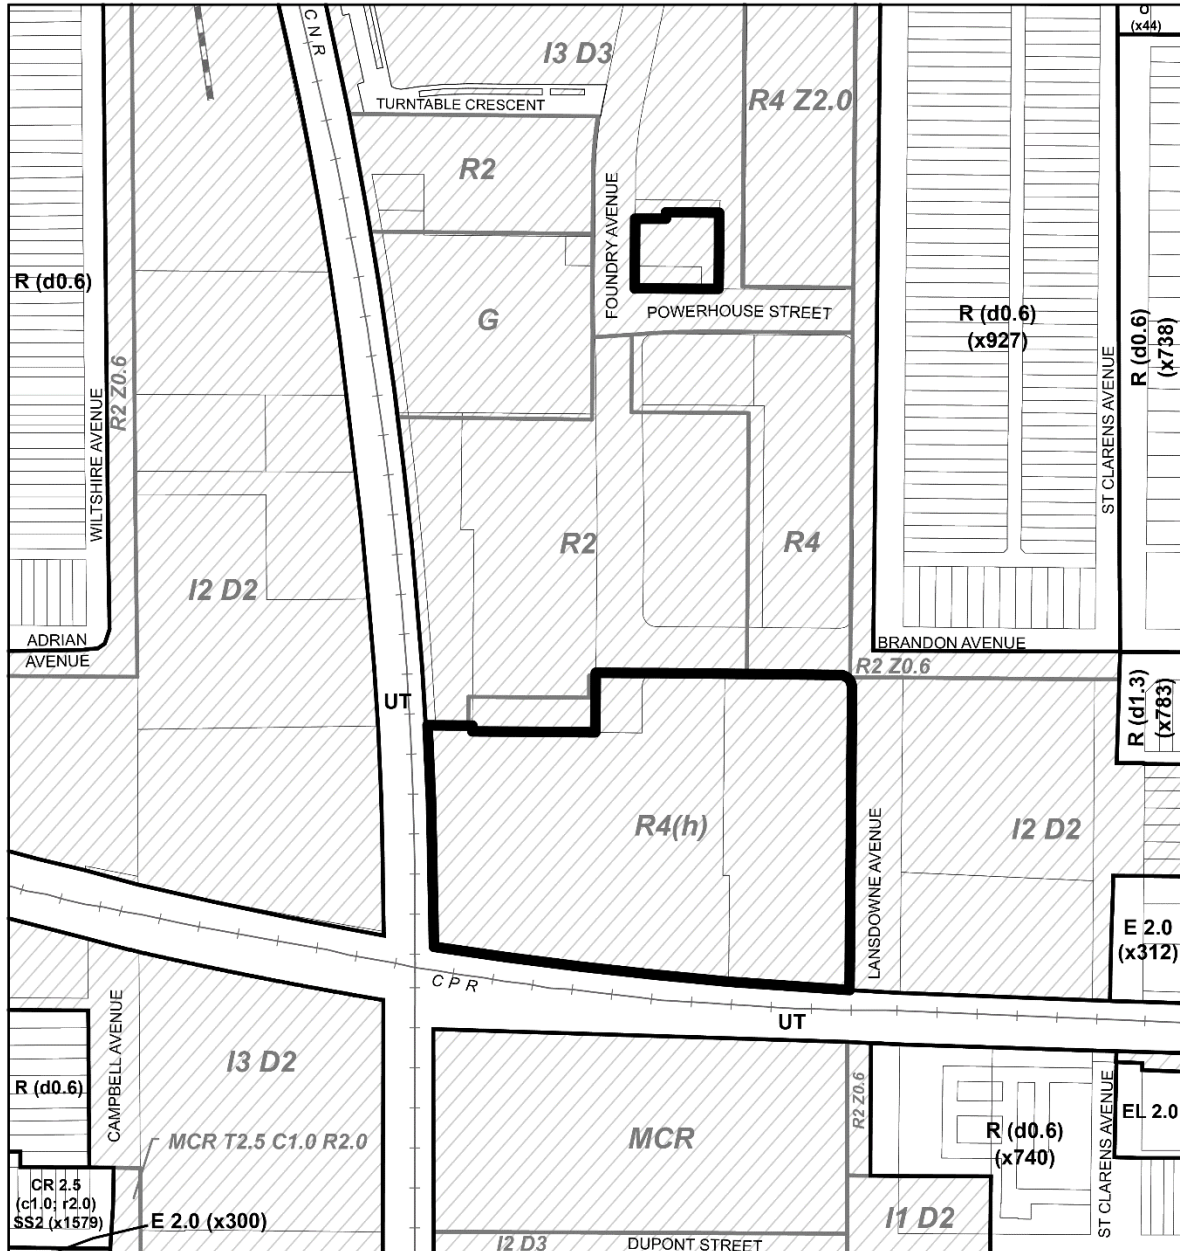 CNR
I3 D3
C
(x44)
TURNTABLE CRESCENT
R4 Z2.0
R2
FOUNDRY AVENUE
R (d0.6)
G
POWERHOUSE STREET
R (d0.6)
(x927)
R (d0.6)
(x738)
R2 Z0.6
WILTSHIRE AVENUE
ST CLARENS AVENUE
R2
R4
I2 D2
ADRIAN
AVENUE
BRANDON AVENUE
R2 Z0.6
UT
R (d1.3)
(x783)
R4(h)
LANSDOWNE AVENUE
I2 D2
E 2.0
(x312)
CPR
UT
CAMPBELL AVENUE
I3 D2
R (d0.6)
R2 Z0.6
ST CLARENS AVENUE
EL 2.0
MCR T2.5 C1.0 R2.0
MCR
R (d0.6)
(x740)
CR 2.5
(c1.0; r2.0)
SS2 (x1579)
E 2.0 (x300)
I1 D2
I2 D3
DUPONT STREET